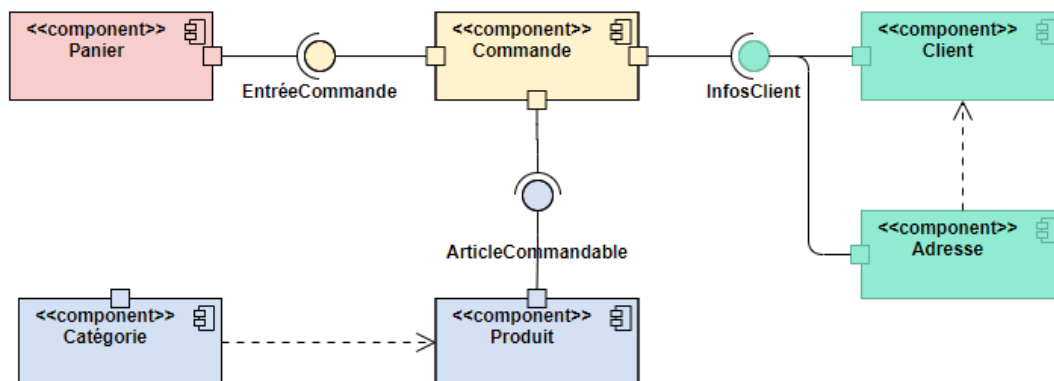 <<component>>
Panier
EntréeCommande
<<component>>
Commande
InfosClient
<<component>>
Client
ArticleCommandable
<<component>>
Adresse
<<component>>
Catégorie
<<component>>
Produit